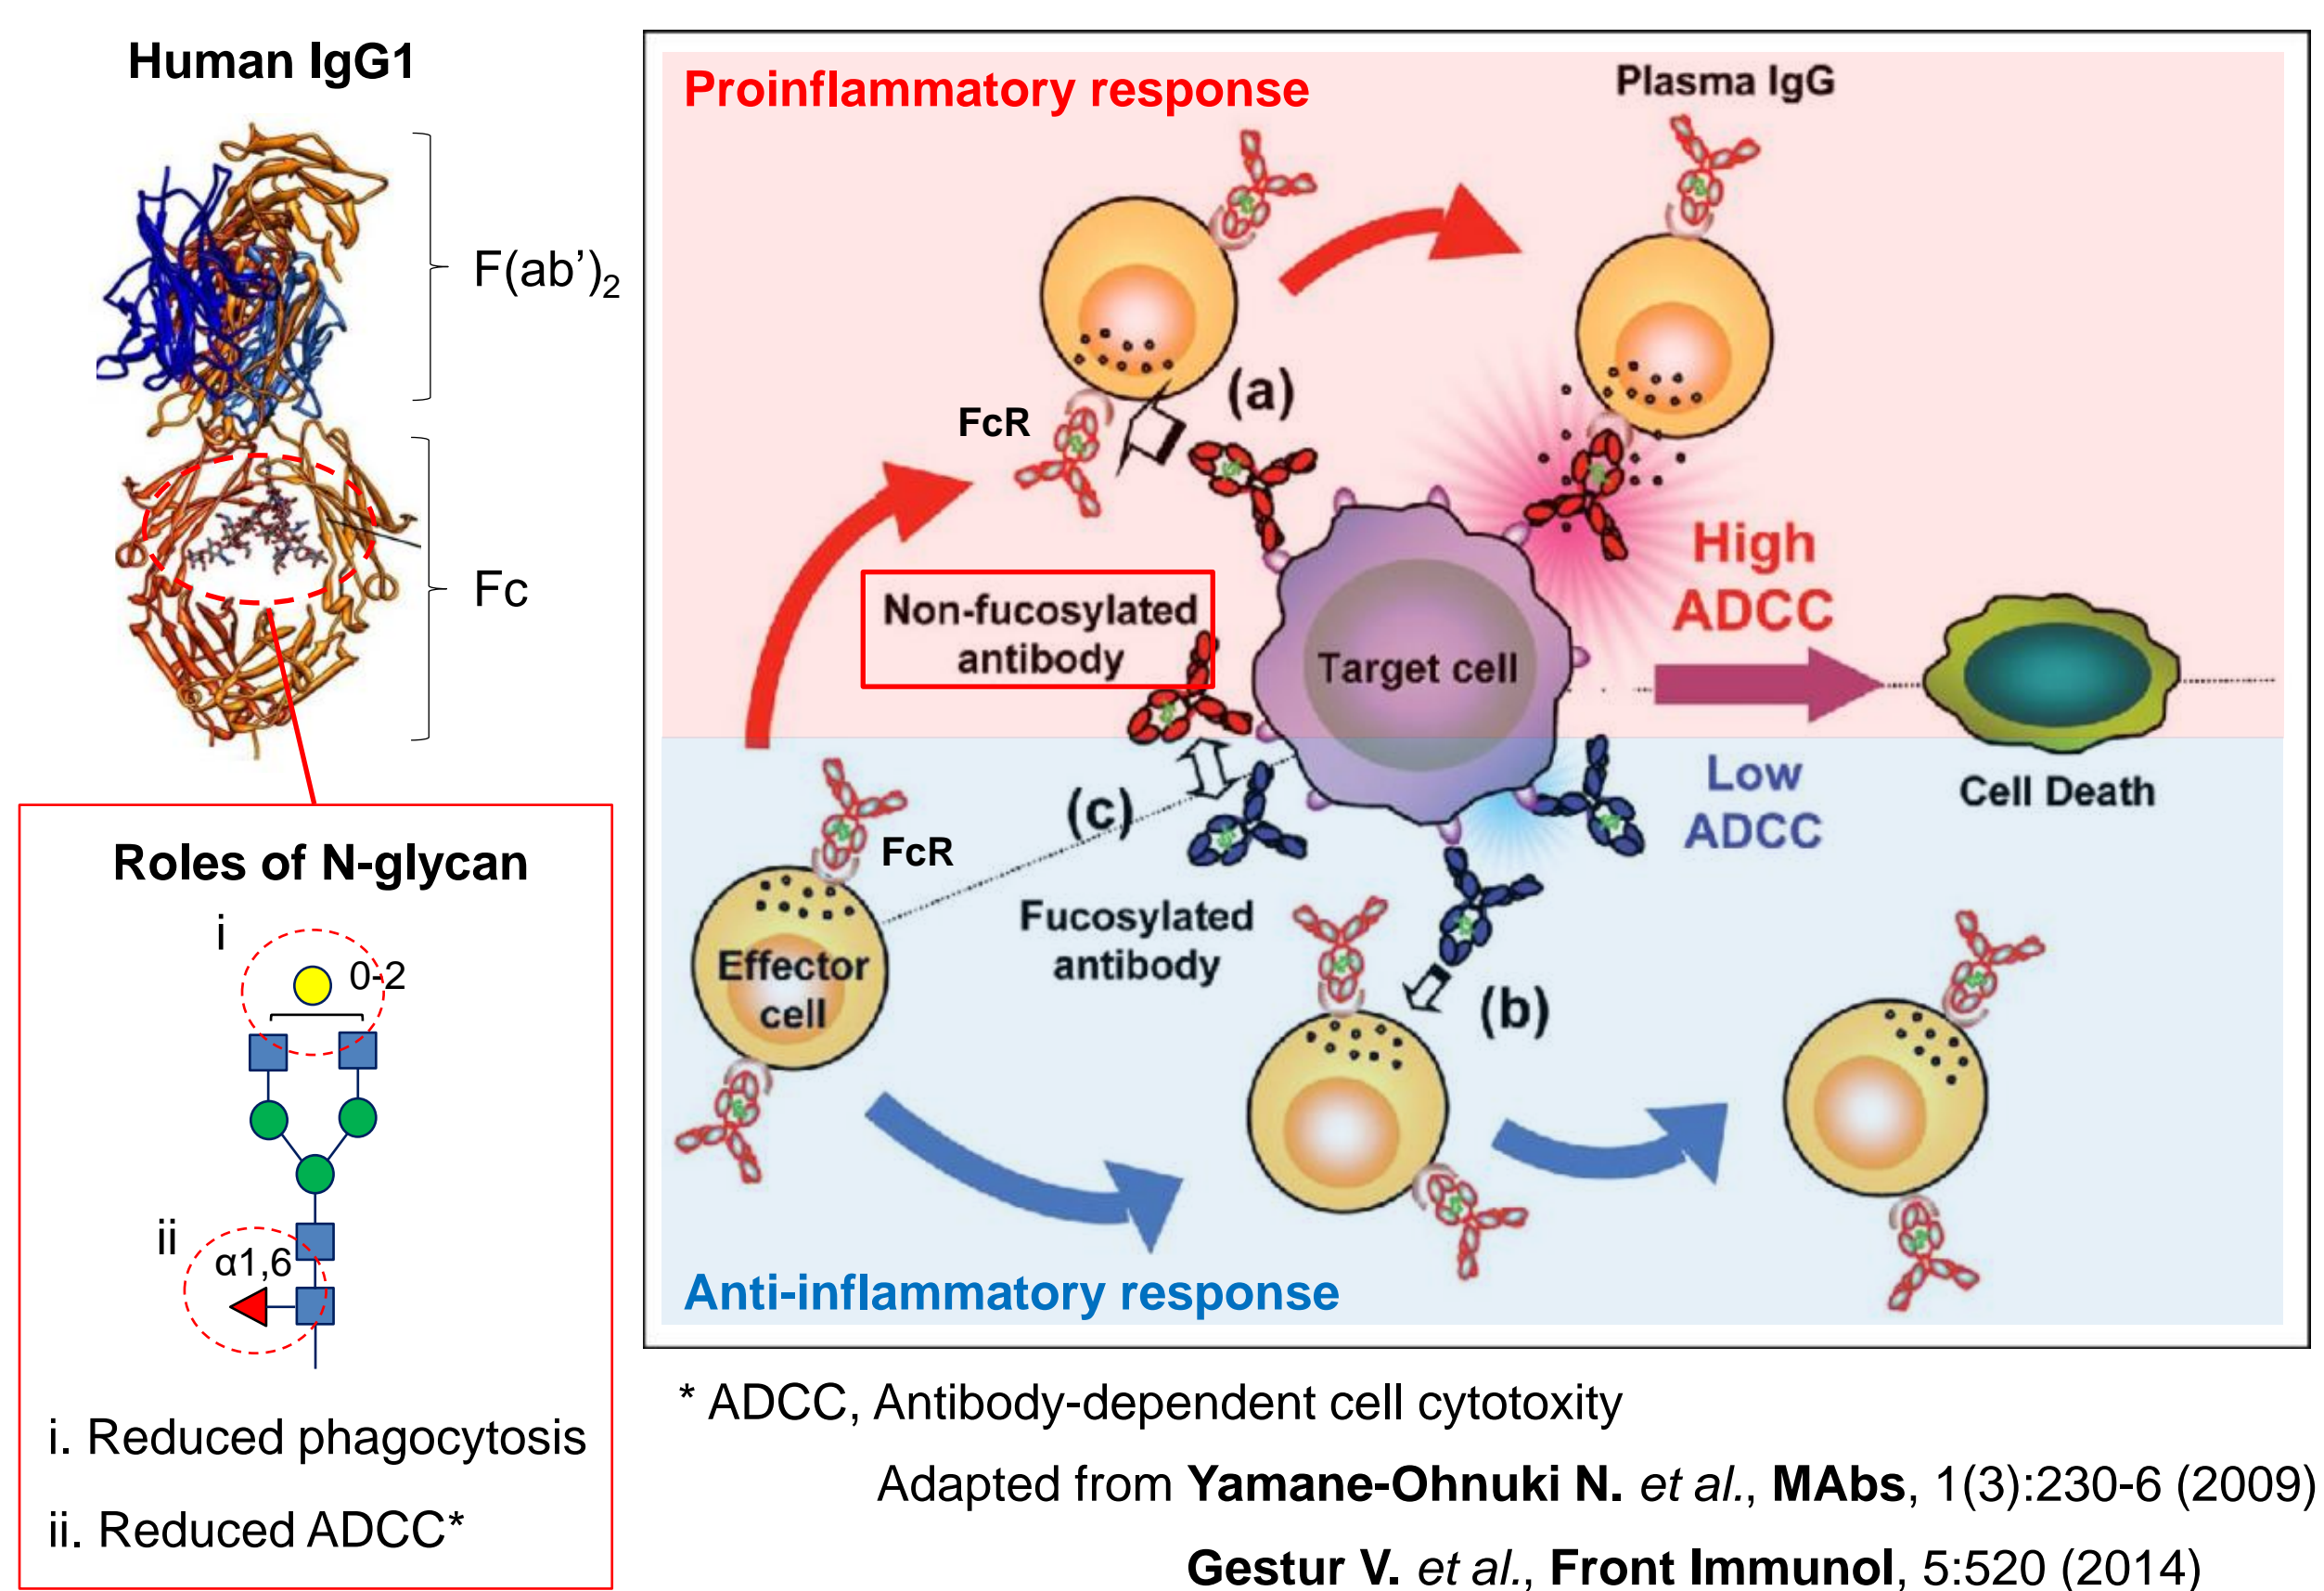 Human IgG1
F(ab’)2
Fc
Roles of N-glycan
i
0-2
ii
α1,6
i. Reduced phagocytosis
ii. Reduced ADCC*
Proinflammatory response
Plasma IgG
FcR
(a)
High
ADCC
Non-fucosylated
antibody
Target cell
Low
ADCC
Cell Death
(c)
FcR
Fucosylated
antibody
Effector
cell
(b)
Anti-inflammatory response
* ADCC, Antibody-dependent cell cytotoxity
Adapted from Yamane-Ohnuki N. et al., MAbs, 1(3):230-6 (2009)
Gestur V. et al., Front Immunol, 5:520 (2014)